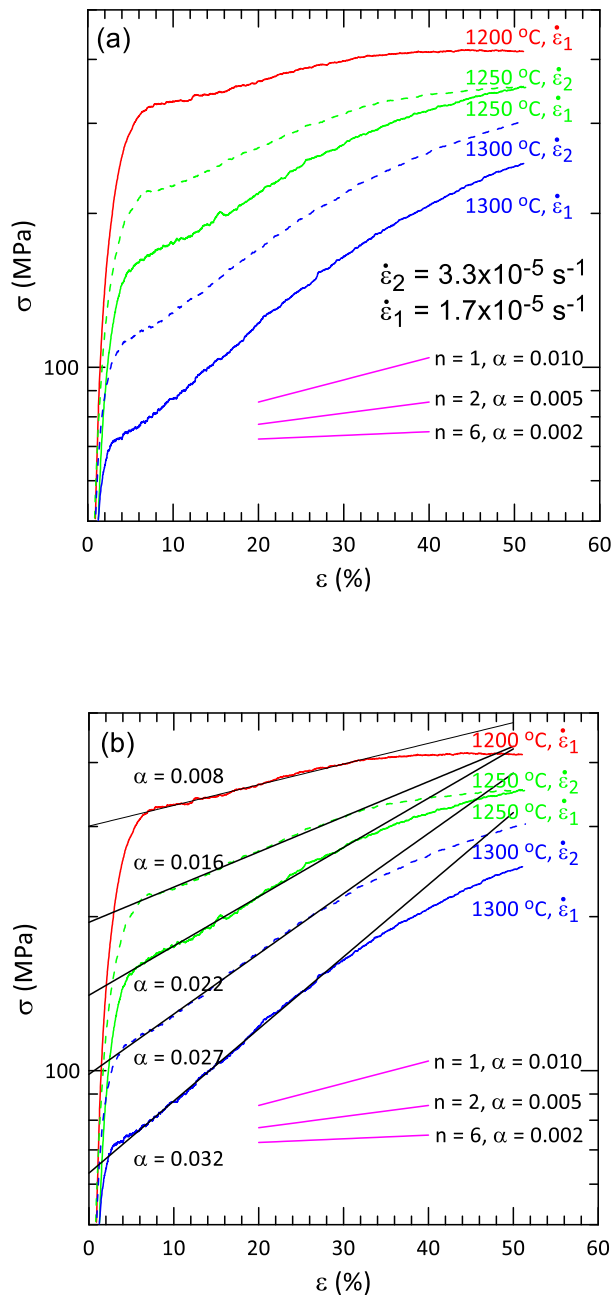 (a)
1200 °C, ε̇₁
1250 °C, ε̇₂
1250 °C, ε̇₁
1300 °C, ε̇₂
1300 °C, ε̇₁
ε̇₂ = 3.3x10⁻⁵ s⁻¹
ε̇₁ = 1.7x10⁻⁵ s⁻¹
σ (MPa)
100
n = 1, α = 0.010
n = 2, α = 0.005
n = 6, α = 0.002
0 10 20 30 40 50 60
ε (%)
(b)
1200 °C, ε̇₁
α = 0.008
1250 °C, ε̇₂
1250 °C, ε̇₁
α = 0.016
1300 °C, ε̇₂
1300 °C, ε̇₁
σ (MPa)
α = 0.022
α = 0.027
100
n = 1, α = 0.010
n = 2, α = 0.005
n = 6, α = 0.002
α = 0.032
0 10 20 30 40 50 60
ε (%)